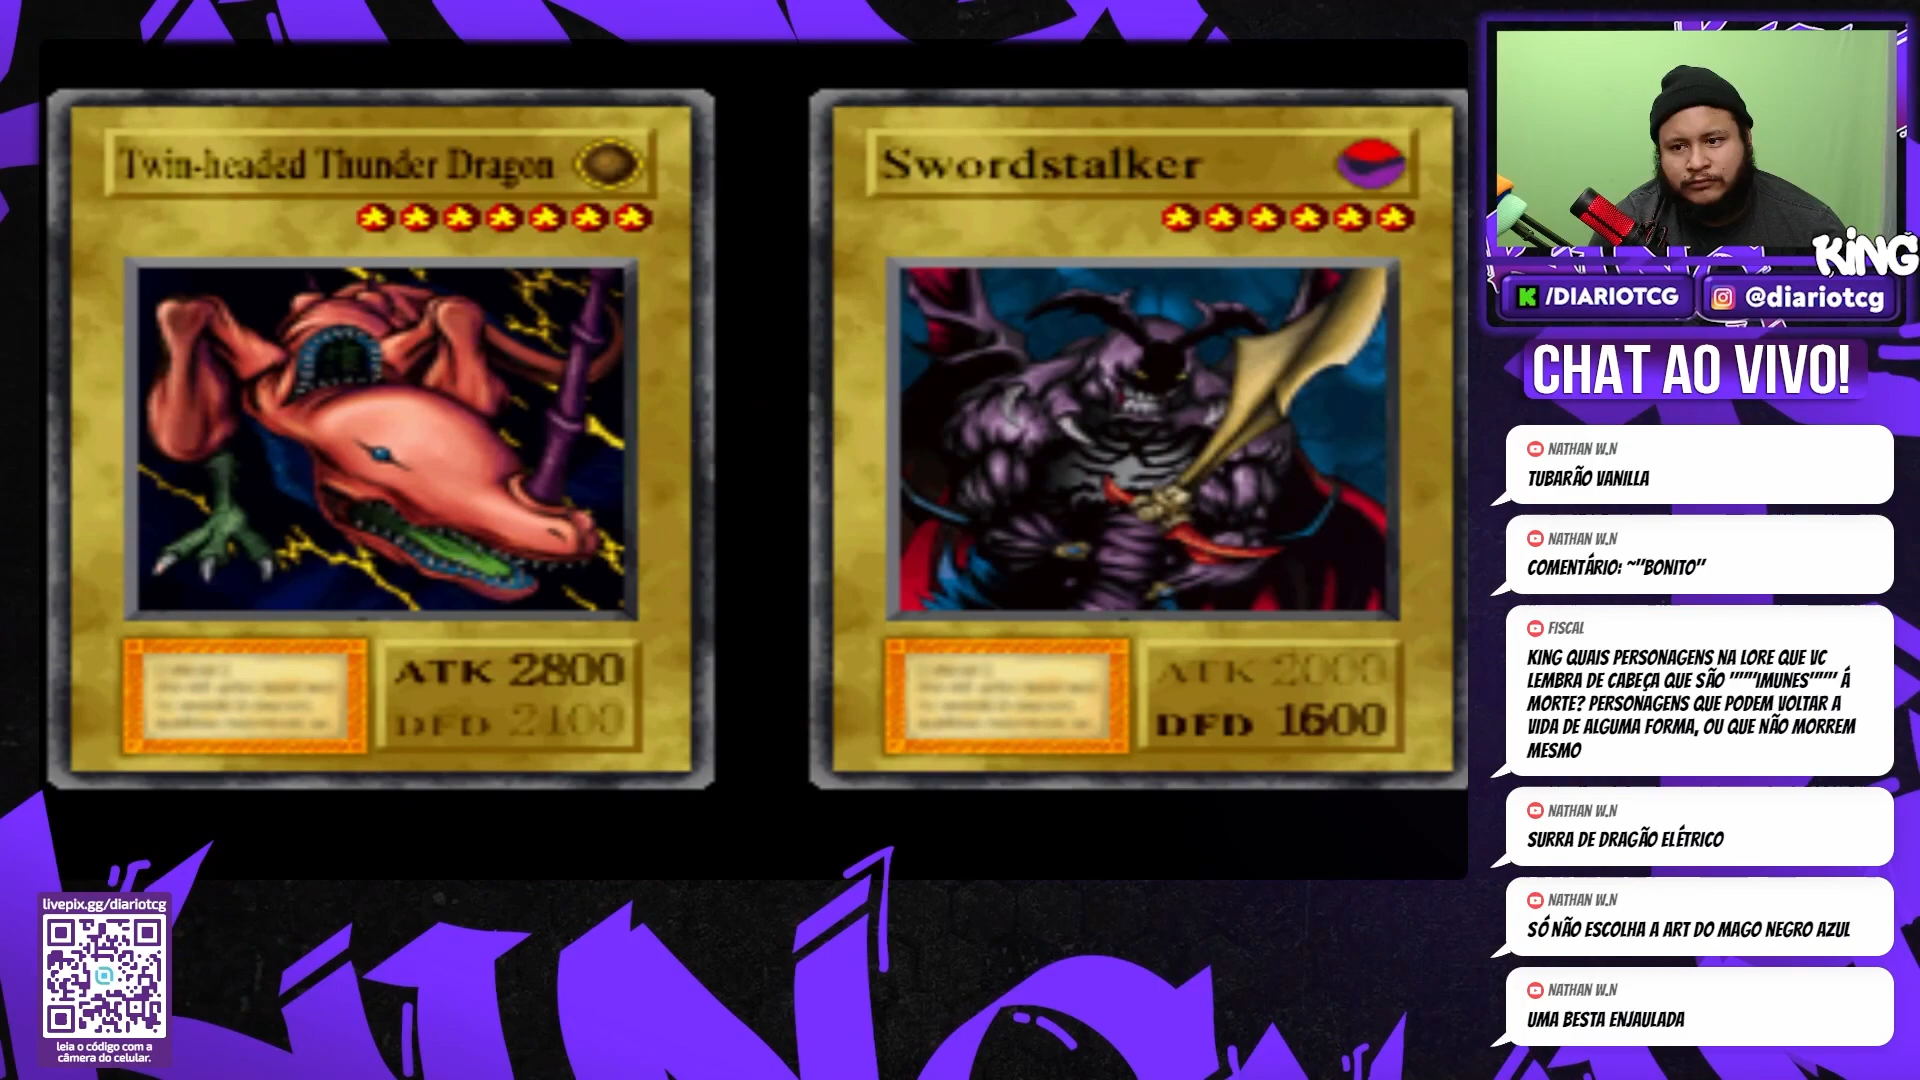 Twin-headed Thunder Dragon
ATK 2800
DFD 2100
Swordstalker
ATK 2000
DFD 1600
KING
/DIARIOTCG
@diariotcg
CHAT AO VIVO!
NATHAN W.N
TUBARÃO VANILLA
NATHAN W.N
COMENTÁRIO: ~"BONITO"
FISCAL
KING QUAIS PERSONAGENS NA LORE QUE VC
LEMBRA DE CABEÇA QUE SÃO """IMUNES""" Á
MORTE? PERSONAGENS QUE PODEM VOLTAR A
VIDA DE ALGUMA FORMA, OU QUE NÃO MORREM
MESMO
NATHAN W.N
SURRA DE DRAGÃO ELÉTRICO
NATHAN W.N
SÓ NÃO ESCOLHA A ART DO MAGO NEGRO AZUL
NATHAN W.N
UMA BESTA ENJAULADA
livepix.gg/diariotcg
leia o código com a
câmera do celular.